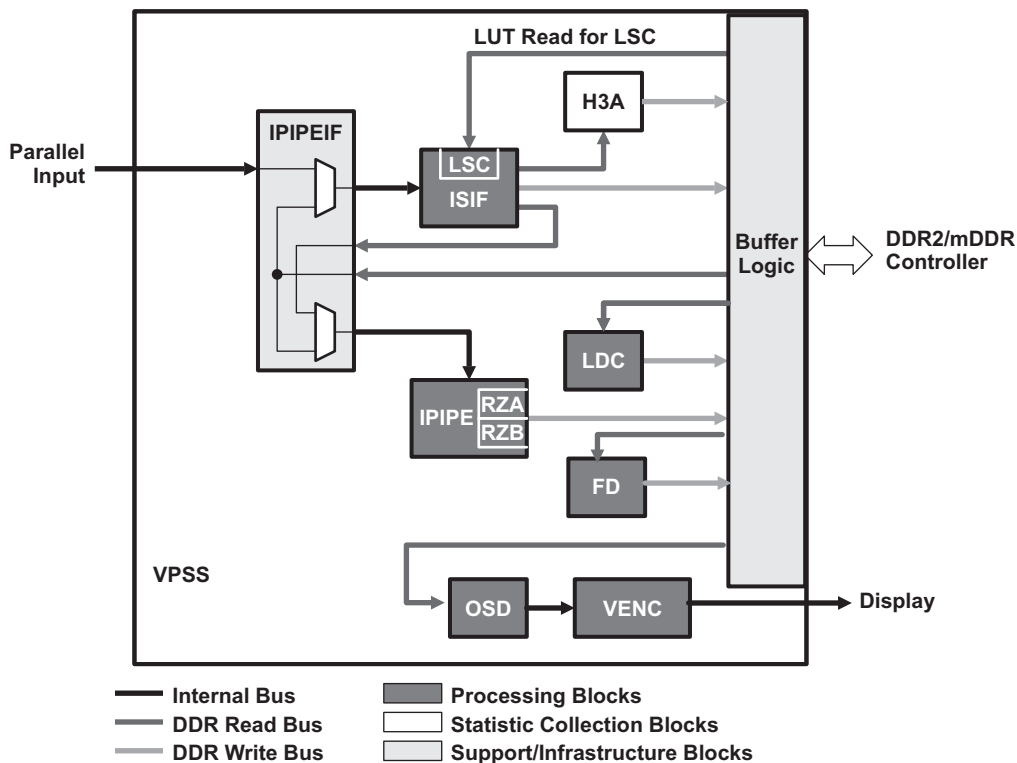 LUT Read for LSC
H3A
IPIPEIF
Parallel
Input
LSC
ISIF
Buffer
Logic
DDR2/mDDR
Controller
LDC
IPIPE
RZA
RZB
FD
VPSS
OSD
VENC
Display
Internal Bus
Processing Blocks
DDR Read Bus
Statistic Collection Blocks
DDR Write Bus
Support/Infrastructure Blocks